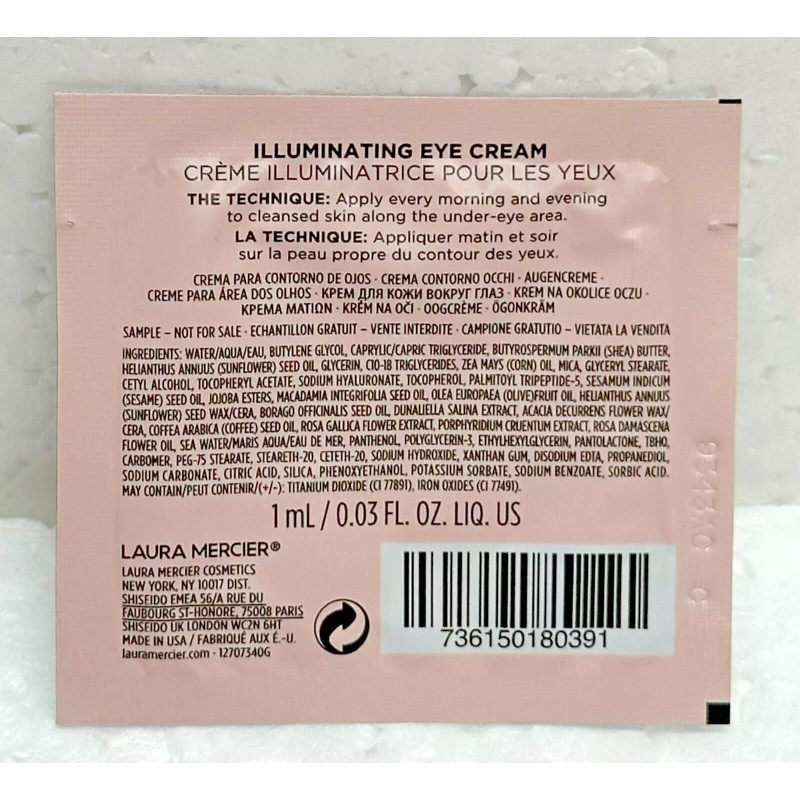 ILLUMINATING EYE CREAM
CRÈME ILLUMINATRICE POUR LES YEUX
THE TECHNIQUE: Apply every morning and evening
to cleansed skin along the under-eye area.
LA TECHNIQUE: Appliquer matin et soir
sur la peau propre du contour des yeux.
CREMA PARA CONTORNO DE OJOS · CREMA CONTORNO OCCHI · AUGENCREME ·
CREME PARA ÁREA DOS OLHOS · КРЕМ ДЛЯ КОЖИ ВОКРУГ ГЛАЗ · KREM NA OKOLICE OCZU ·
ΚΡΕΜΑ ΜΑΤΙΩΝ · KRÉM NA OČI · OOGCRÈME · ÖGONKRÄM
SAMPLE – NOT FOR SALE · ECHANTILLON GRATUIT – VENTE INTERDITE · CAMPIONE GRATUTIO – VIETATA LA VENDITA
INGREDIENTS: WATER/AQUA/EAU, BUTYLENE GLYCOL, CAPRYLIC/CAPRIC TRIGLYCERIDE, BUTYROSPERMUM PARKII (SHEA) BUTTER,
HELIANTHUS ANNUUS (SUNFLOWER) SEED OIL, GLYCERIN, C10-18 TRIGLYCERIDES, ZEA MAYS (CORN) OIL, MICA, GLYCERYL STEARATE,
CETYL ALCOHOL, TOCOPHERYL ACETATE, SODIUM HYALURONATE, TOCOPHEROL, PALMITOYL TRIPEPTIDE-5, SESAMUM INDICUM
(SESAME) SEED OIL, JOJOBA ESTERS, MACADAMIA INTEGRIFOLIA SEED OIL, OLEA EUROPAEA (OLIVE)FRUIT OIL, HELIANTHUS ANNUUS
(SUNFLOWER) SEED WAX/CERA, BORAGO OFFICINALIS SEED OIL, DUNALIELLA SALINA EXTRACT, ACACIA DECURRENS FLOWER WAX/
CERA, COFFEA ARABICA (COFFEE) SEED OIL, ROSA GALLICA FLOWER EXTRACT, PORPHYRIDIUM CRUENTUM EXTRACT, ROSA DAMASCENA
FLOWER OIL, SEA WATER/MARIS AQUA/EAU DE MER, PANTHENOL, POLYGLYCERIN-3, ETHYLHEXYLGLYCERIN, PANTOLACTONE, TBHQ,
CARBOMER, PEG-75 STEARATE, STEARETH-20, CETETH-20, SODIUM HYDROXIDE, XANTHAN GUM, DISODIUM EDTA, PROPANEDIOL,
SODIUM CARBONATE, CITRIC ACID, SILICA, PHENOXYETHANOL, POTASSIUM SORBATE, SODIUM BENZOATE, SORBIC ACID.
MAY CONTAIN/PEUT CONTENIR/(+/-): TITANIUM DIOXIDE (CI 77891), IRON OXIDES (CI 77491).
1 mL / 0.03 FL. OZ. LIQ. US
LAURA MERCIER®
LAURA MERCIER COSMETICS
NEW YORK, NY 10017 DIST.
SHISEIDO EMEA 56/A RUE DU
FAUBOURG ST-HONORE, 75008 PARIS
SHISEIDO UK LONDON WC2N 6HT
MADE IN USA / FABRIQUÉ AUX É.-U.
lauramercier.com · 12707340G
736150180391